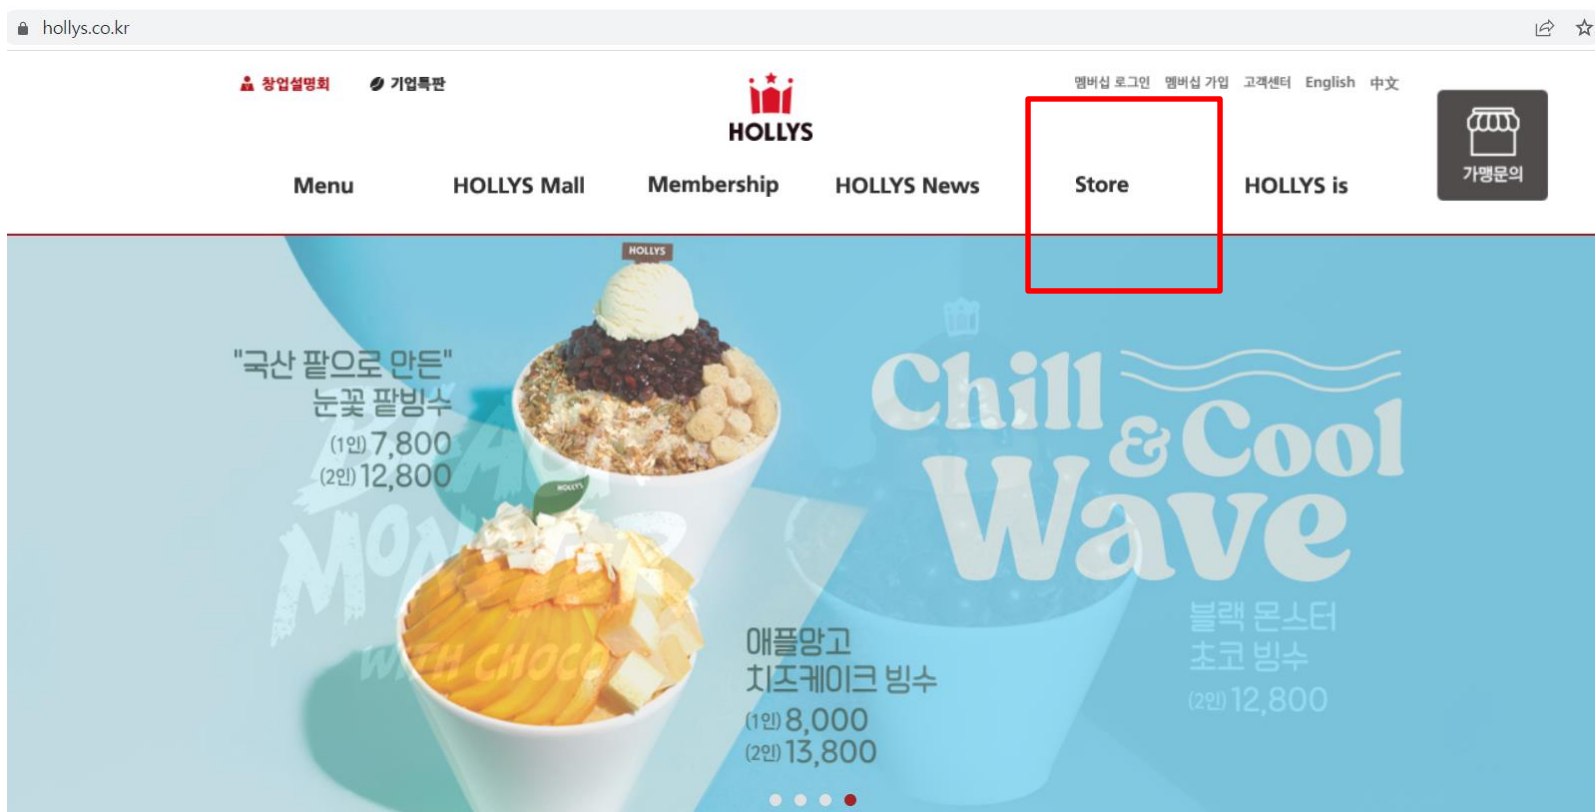 hollys.co.kr
창업설명회 기업특판
멤버십 로그인 멤버십 가입 고객센터 English 中文
HOLLYS
가맹문의
Menu HOLLYS Mall Membership HOLLYS News Store HOLLYS is
HOLLYS
"국산 팥으로 만든"
눈꽃 팥빙수
(1인) 7,800
(2인) 12,800
HOLLYS
BLACK
MONSTER
WITH CHOCO
Chill
& Cool
Wave
애플망고
치즈케이크 빙수
(1인) 8,000
(2인) 13,800
블랙 몬스터
초코 빙수
(2인) 12,800